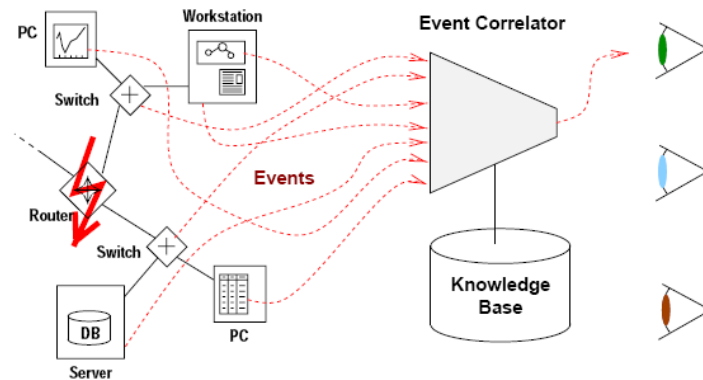 Workstation
Event Correlator
PC
Switch
Events
Router
Switch
Knowledge
Base
DB
PC
Server